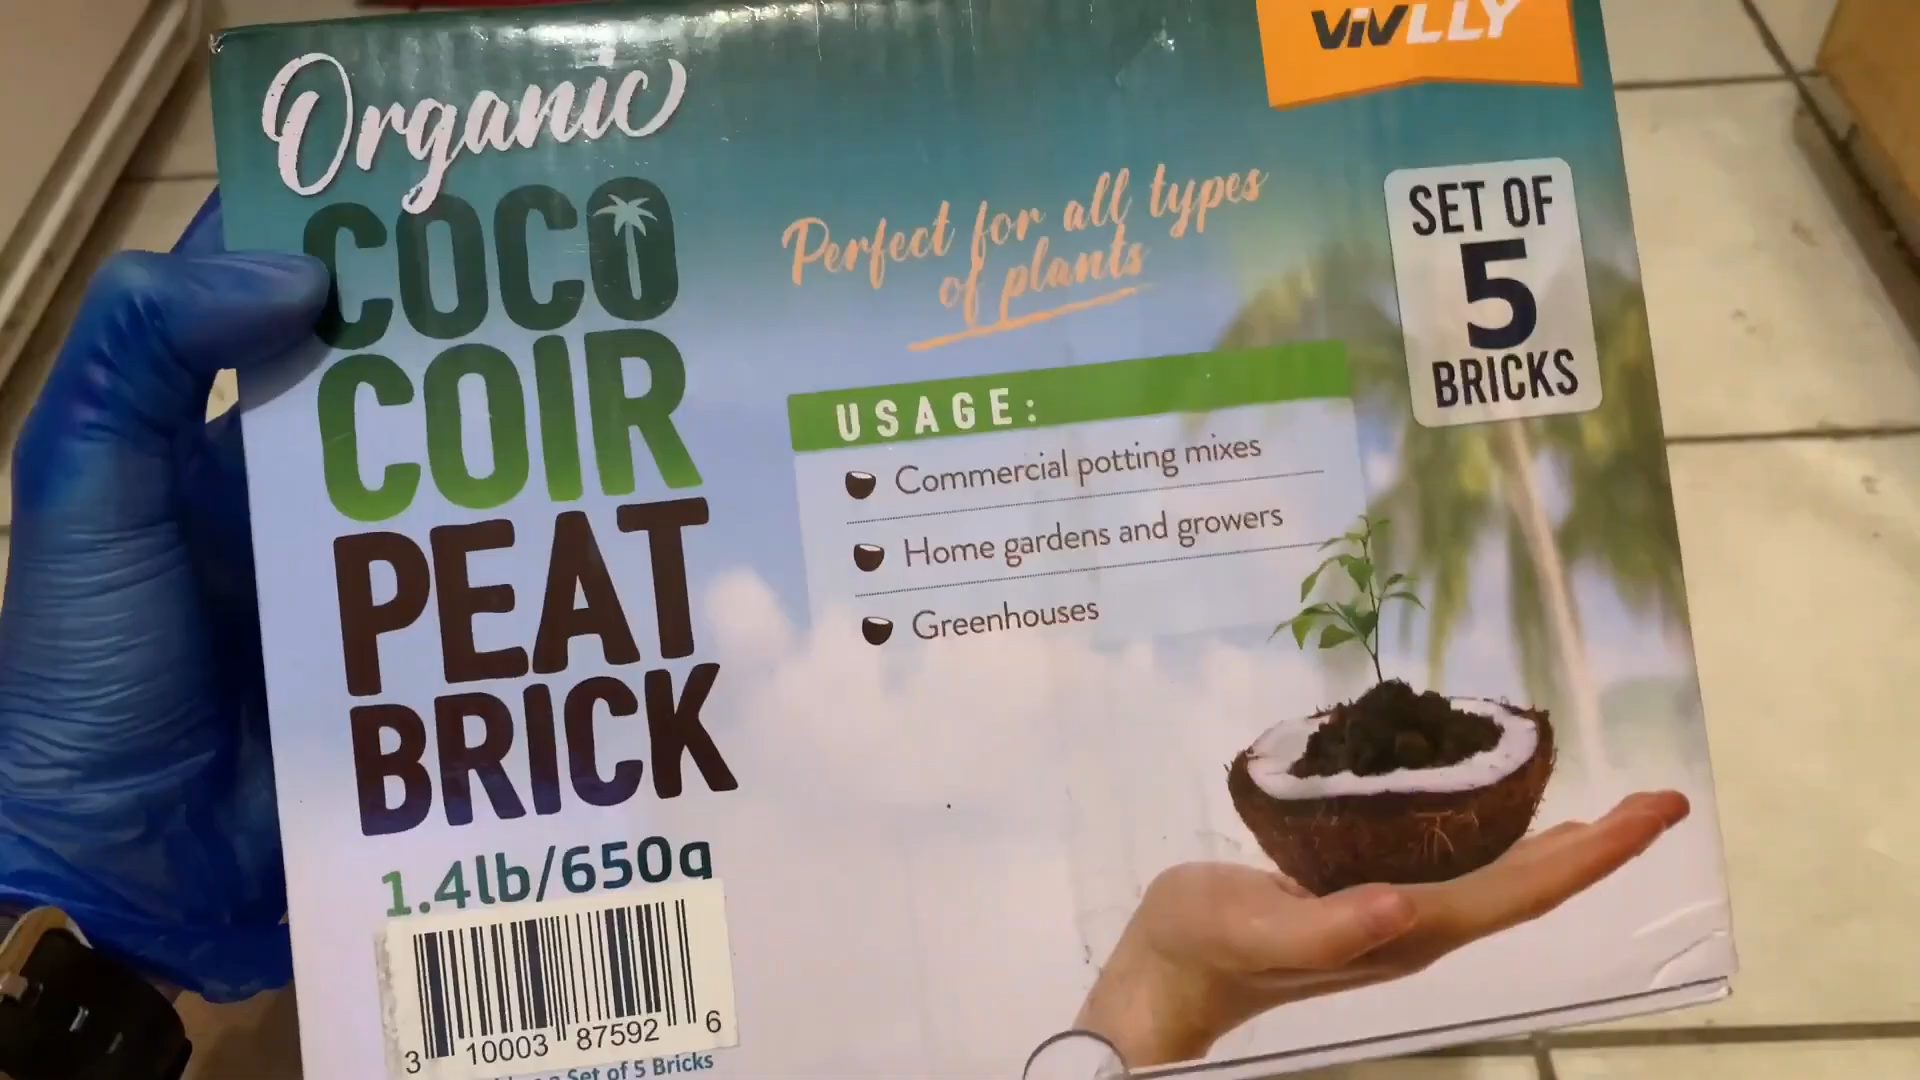 ViVLLY
Organic
COCO
COIR
PEAT
BRICK
1.4lb/650g
Perfect for all types
of plants
SET OF
5
BRICKS
USAGE:
Commercial potting mixes
Home gardens and growers
Greenhouses
3 10003 87592 6
Set of 5 Bricks